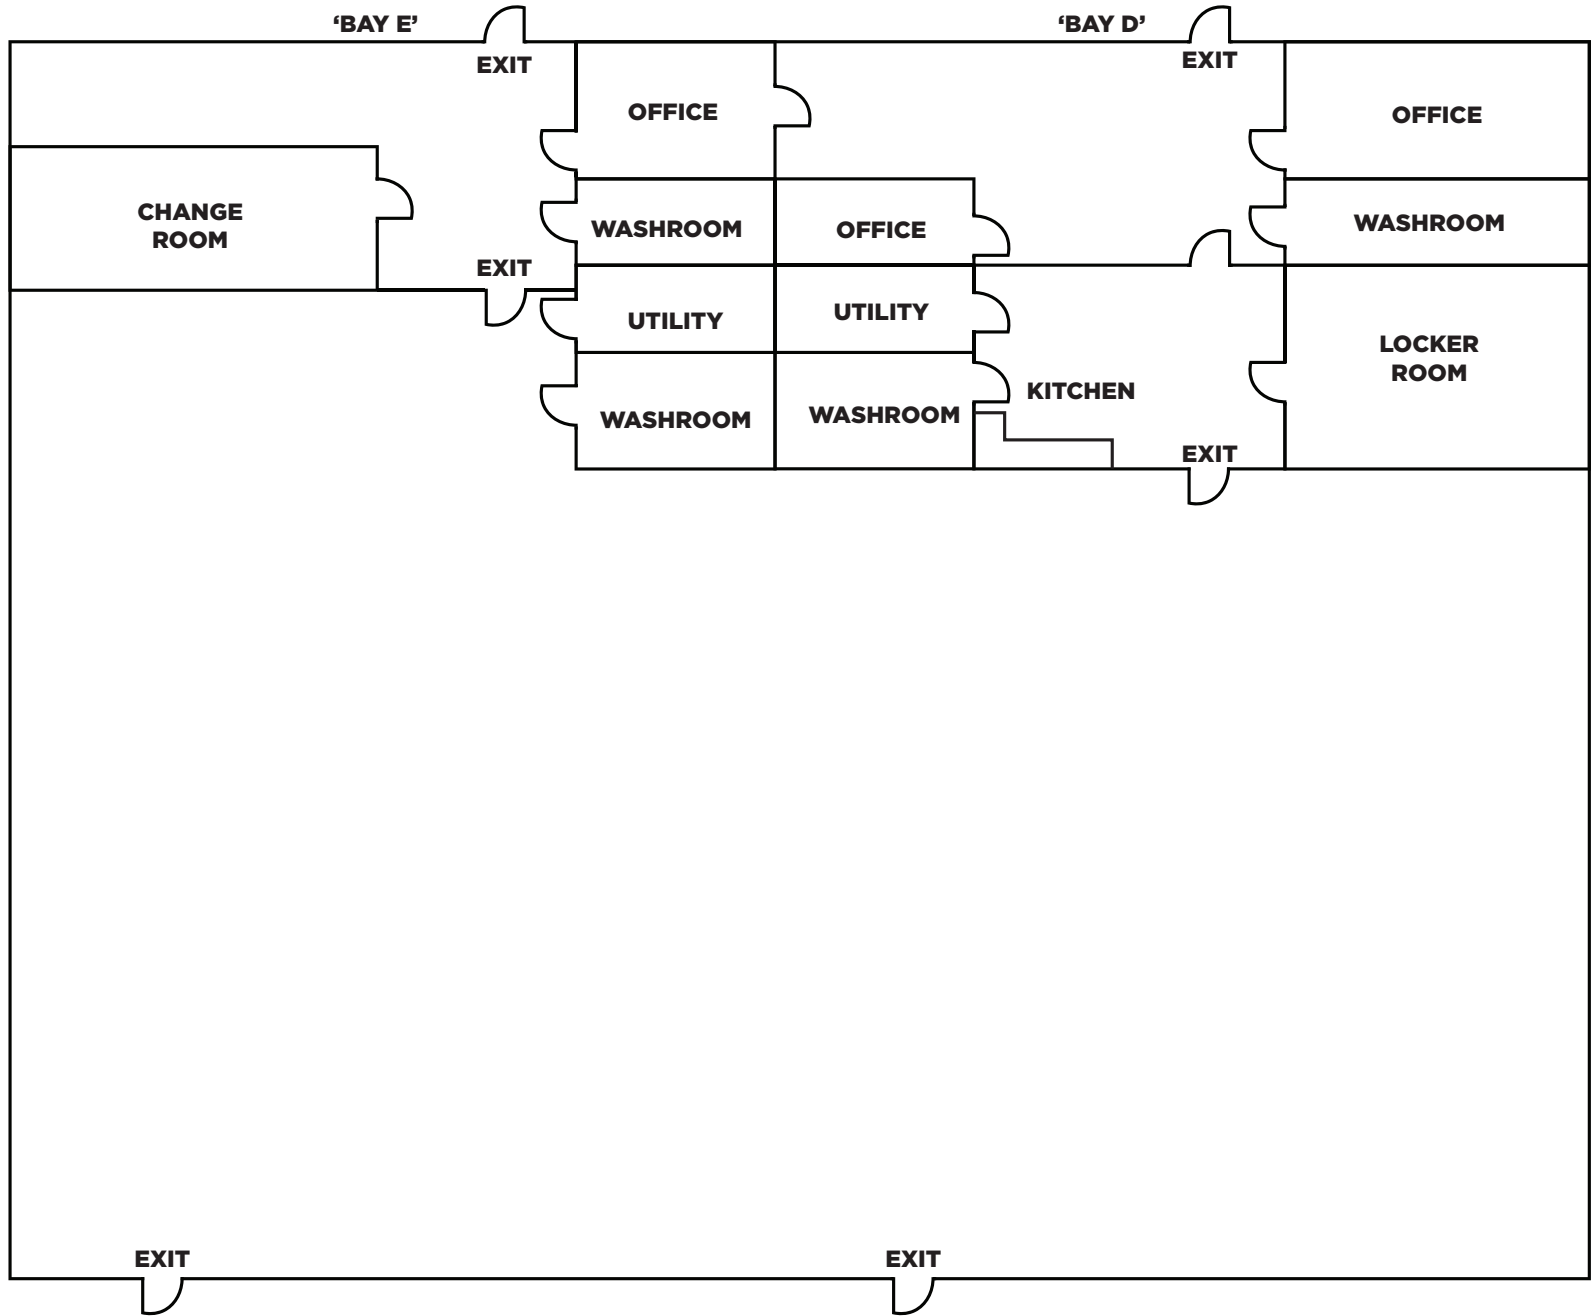 ‘BAY E’
‘BAY D’
EXIT
EXIT
OFFICE
OFFICE
CHANGE
ROOM
WASHROOM
OFFICE
WASHROOM
EXIT
UTILITY
UTILITY
LOCKER
ROOM
KITCHEN
WASHROOM
WASHROOM
EXIT
EXIT
EXIT